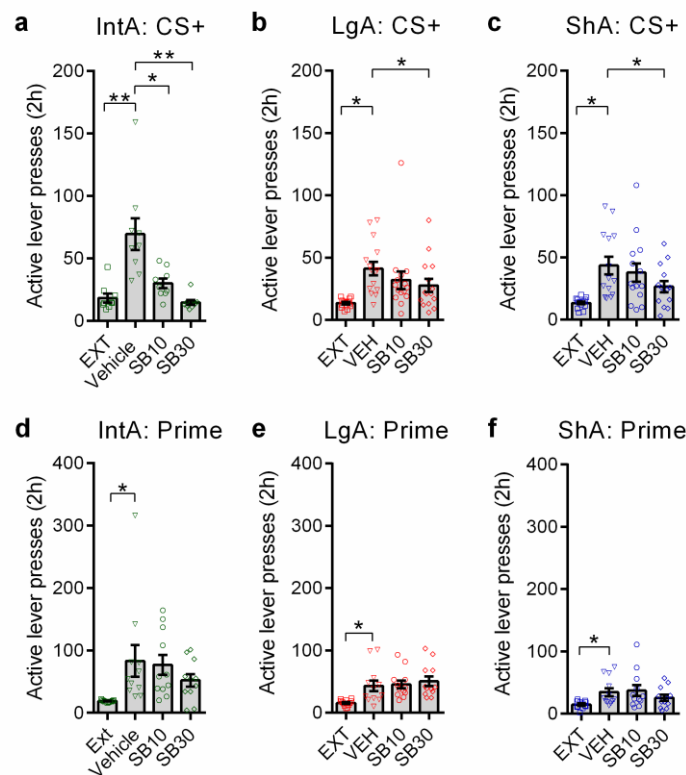 a IntA: CS+
Active lever presses (2h)
200
150
100
50
0
** * **
EXT Vehicle SB10 SB30
b LgA: CS+
Active lever presses (2h)
200
150
100
50
0
* *
EXT VEH SB10 SB30
c ShA: CS+
Active lever presses (2h)
200
150
100
50
0
* *
EXT VEH SB10 SB30
d IntA: Prime
Active lever presses (2h)
400
300
200
100
0
*
Ext Vehicle SB10 SB30
e LgA: Prime
Active lever presses (2h)
400
300
200
100
0
*
EXT VEH SB10 SB30
f ShA: Prime
Active lever presses (2h)
400
300
200
100
0
*
EXT VEH SB10 SB30